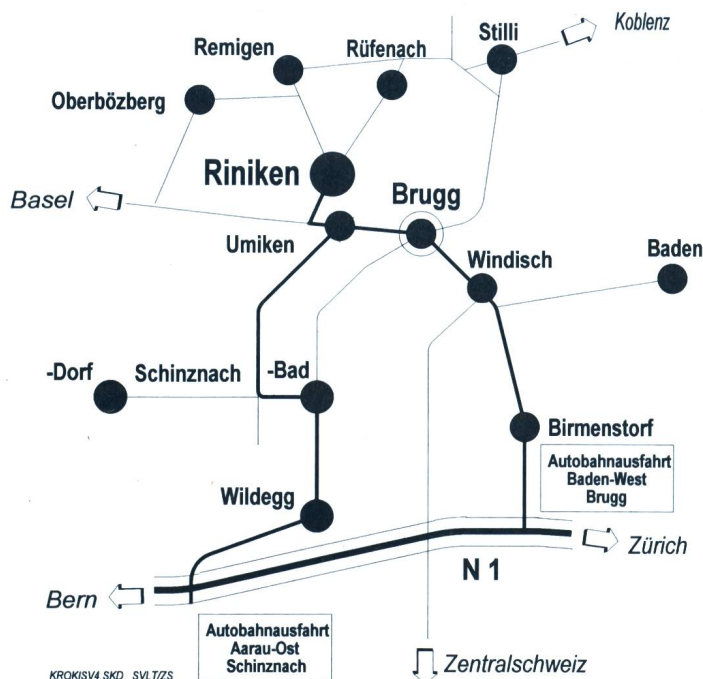 Koblenz
Stilli
Remigen
Rüfenach
Oberbözberg
Riniken
Basel
Brugg
Umiken
Windisch
Baden
-Dorf
Schinznach
-Bad
Birmenstorf
Autobahnausfahrt
Baden-West
Brugg
Wildegg
Zürich
N 1
Bern
Autobahnausfahrt
Aarau-Ost
Schinznach
Zentralschweiz
KROKISV4.SKD SVLT/ZS